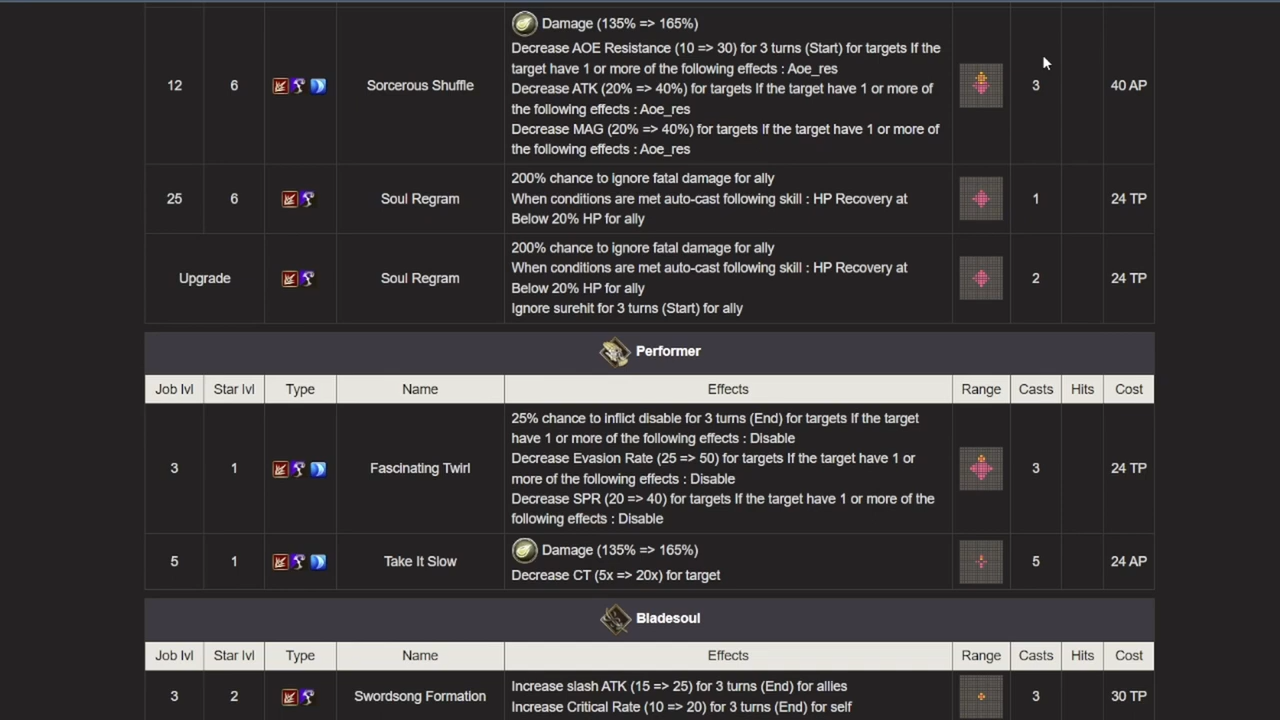 Damage (135% => 165%)
Decrease AOE Resistance (10 => 30) for 3 turns (Start) for targets If the
target have 1 or more of the following effects : Aoe_res
Decrease ATK (20% => 40%) for targets If the target have 1 or more of
the following effects : Aoe_res
Decrease MAG (20% => 40%) for targets If the target have 1 or more of
the following effects : Aoe_res
12 6 Sorcerous Shuffle 3 40 AP
200% chance to ignore fatal damage for ally
When conditions are met auto-cast following skill : HP Recovery at
Below 20% HP for ally
25 6 Soul Regram 1 24 TP
200% chance to ignore fatal damage for ally
When conditions are met auto-cast following skill : HP Recovery at
Below 20% HP for ally
Ignore surehit for 3 turns (Start) for ally
Upgrade Soul Regram 2 24 TP
Performer
Job lvl Star lvl Type Name Effects Range Casts Hits Cost
25% chance to inflict disable for 3 turns (End) for targets If the target
have 1 or more of the following effects : Disable
Decrease Evasion Rate (25 => 50) for targets If the target have 1 or
more of the following effects : Disable
Decrease SPR (20 => 40) for targets If the target have 1 or more of the
following effects : Disable
3 1 Fascinating Twirl 3 24 TP
Damage (135% => 165%)
Decrease CT (5x => 20x) for target
5 1 Take It Slow 5 24 AP
Bladesoul
Job lvl Star lvl Type Name Effects Range Casts Hits Cost
Increase slash ATK (15 => 25) for 3 turns (End) for allies
Increase Critical Rate (10 => 20) for 3 turns (End) for self
3 2 Swordsong Formation 3 30 TP